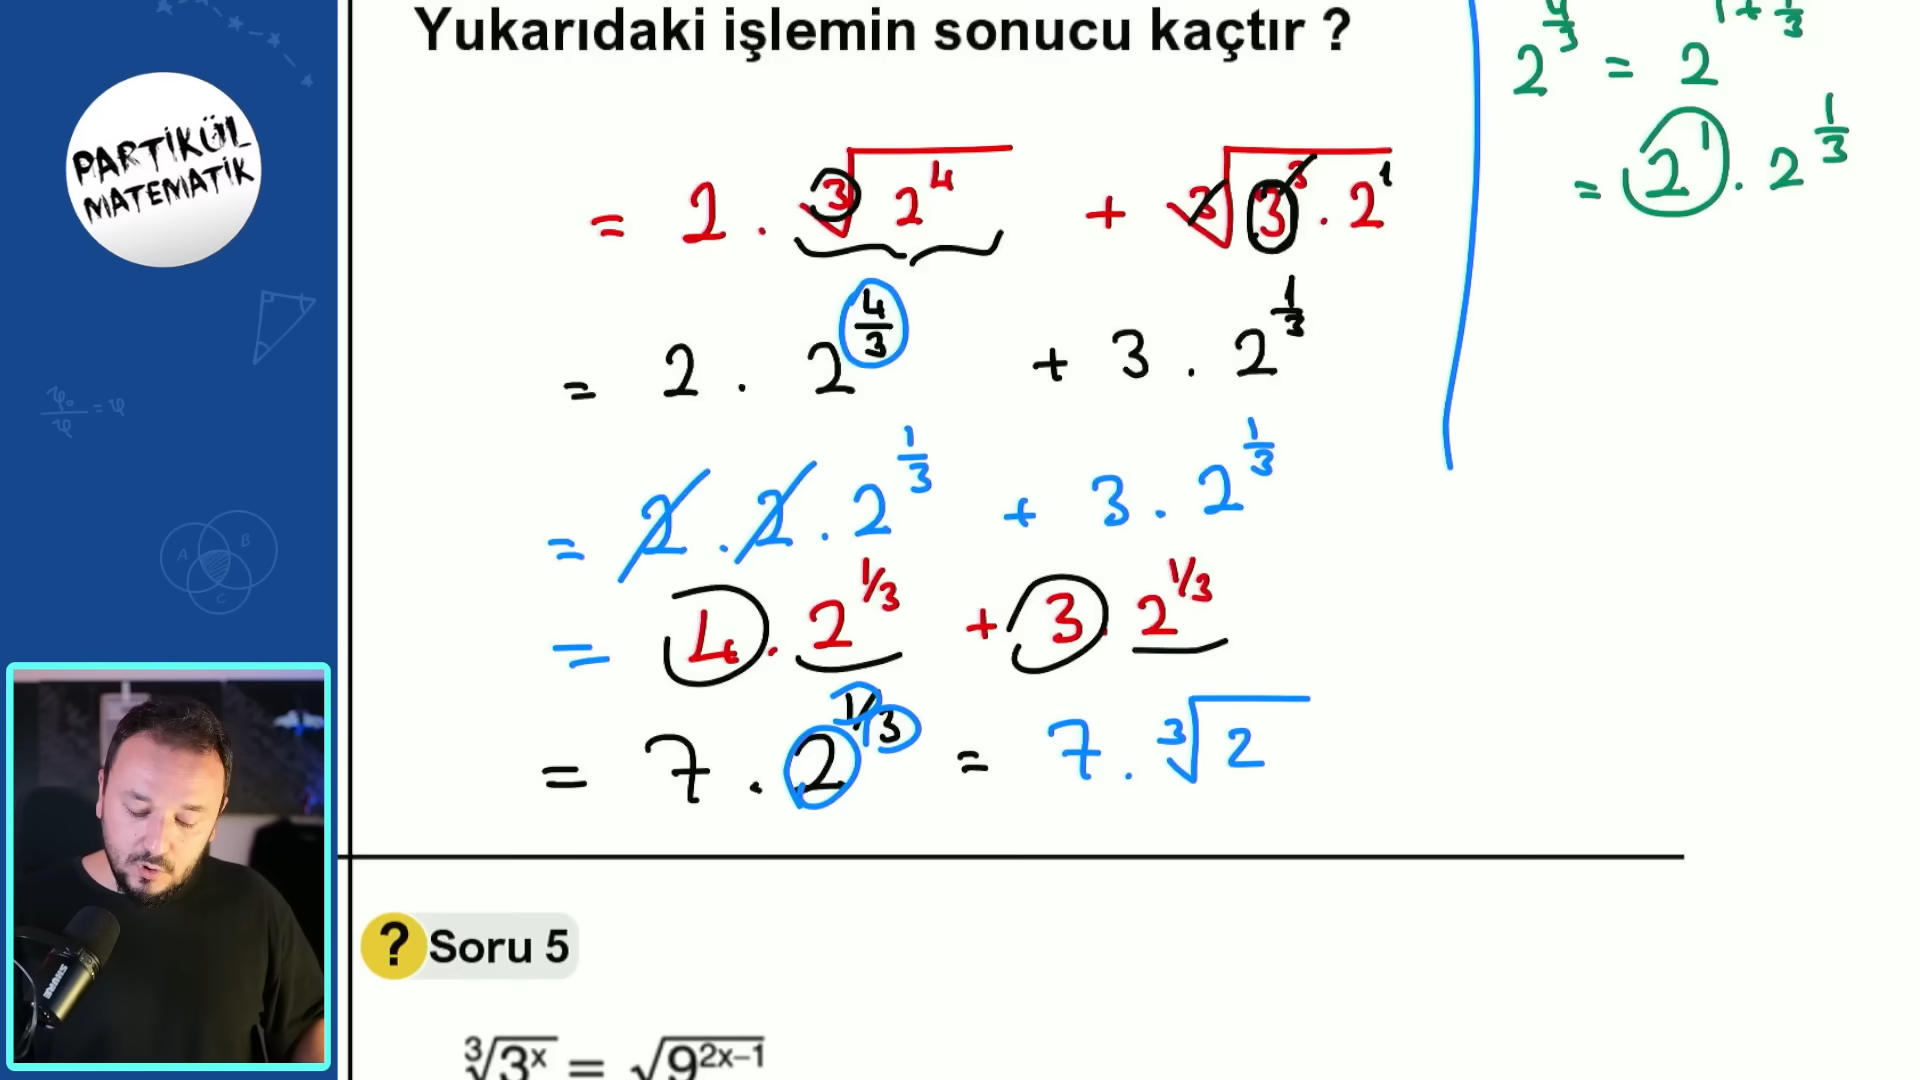 PARTİKÜL
MATEMATİK
Yukarıdaki işlemin sonucu kaçtır ?
= 2 . ∛(2⁴) + ∛(3³ . 2¹)
= 2 . 2^(4/3) + 3 . 2^(1/3)
= 2 . 2 . 2^(1/3) + 3 . 2^(1/3)
= 4 . 2^(1/3) + 3 . 2^(1/3)
= 7 . 2^(1/3) = 7 . ∛2
2^(4/3) = 2^(1+1/3)
= 2¹ . 2^(1/3)
? Soru 5
∛(3^x) = √(9^(2x–1))
A B
C
SHURE